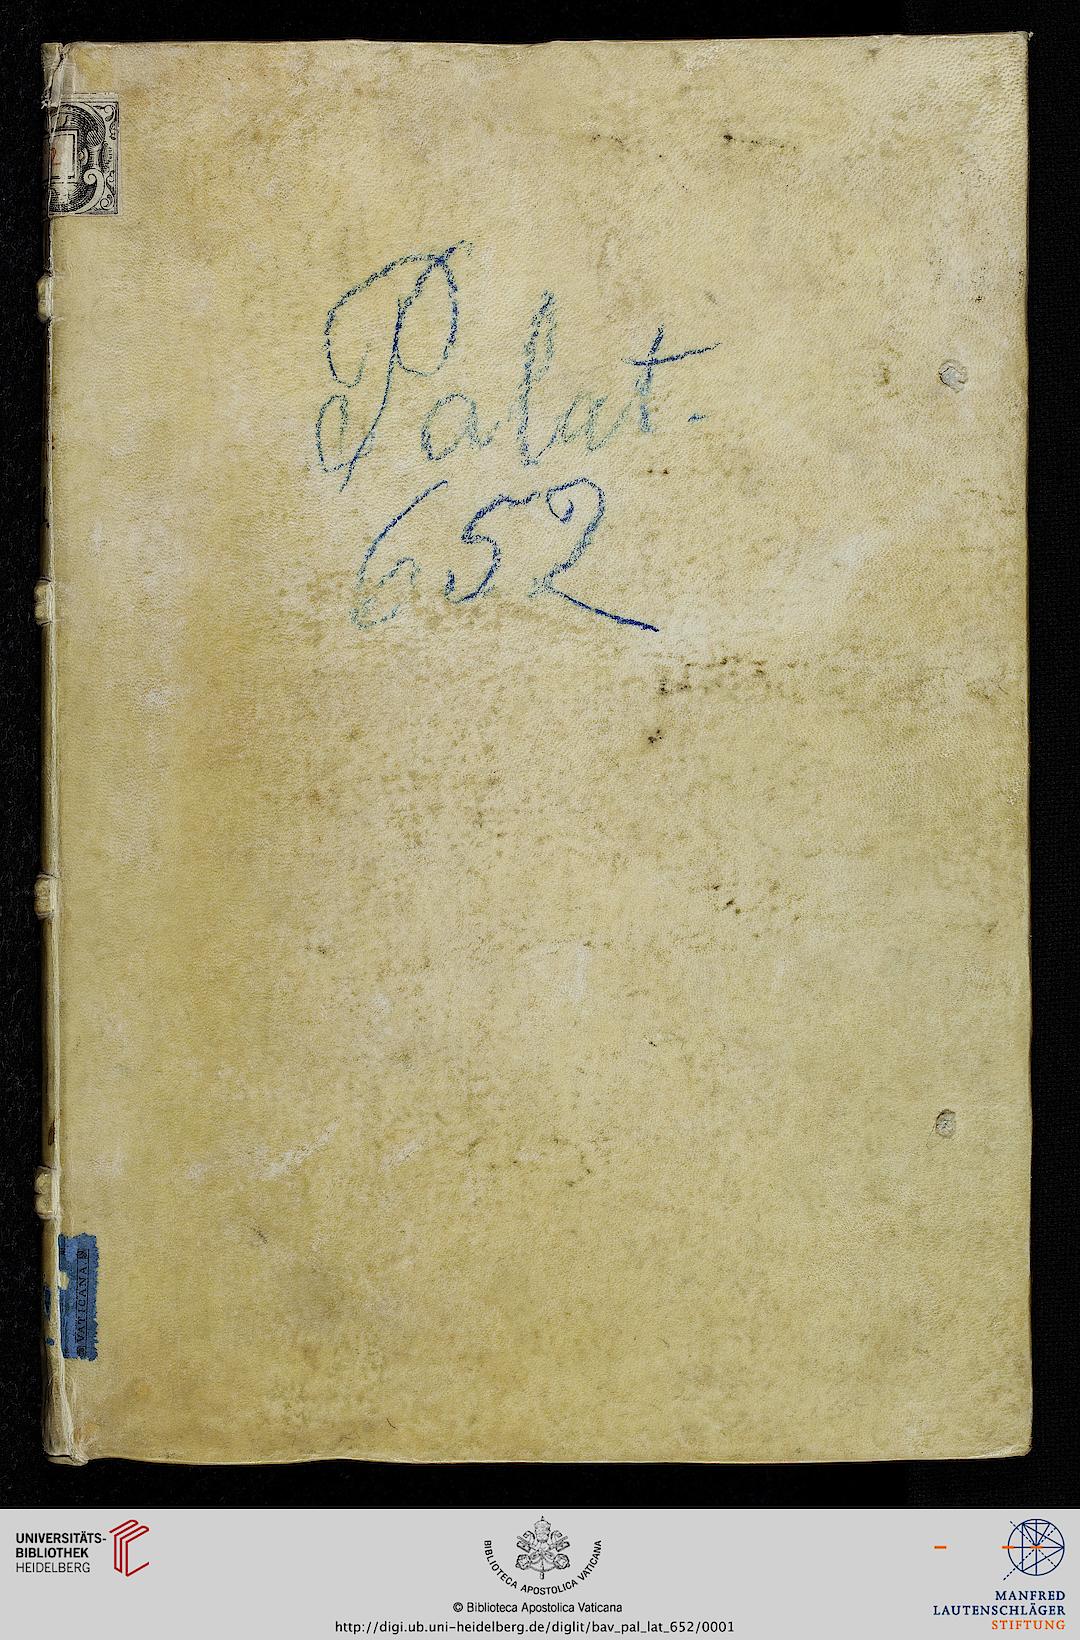 Palat.
652
VATICANA
UNIVERSITÄTS-
BIBLIOTHEK
HEIDELBERG
BIBLIOTECA APOSTOLICA VATICANA
© Biblioteca Apostolica Vaticana
http://digi.ub.uni-heidelberg.de/diglit/bav_pal_lat_652/0001
MANFRED
LAUTENSCHLÄGER
STIFTUNG